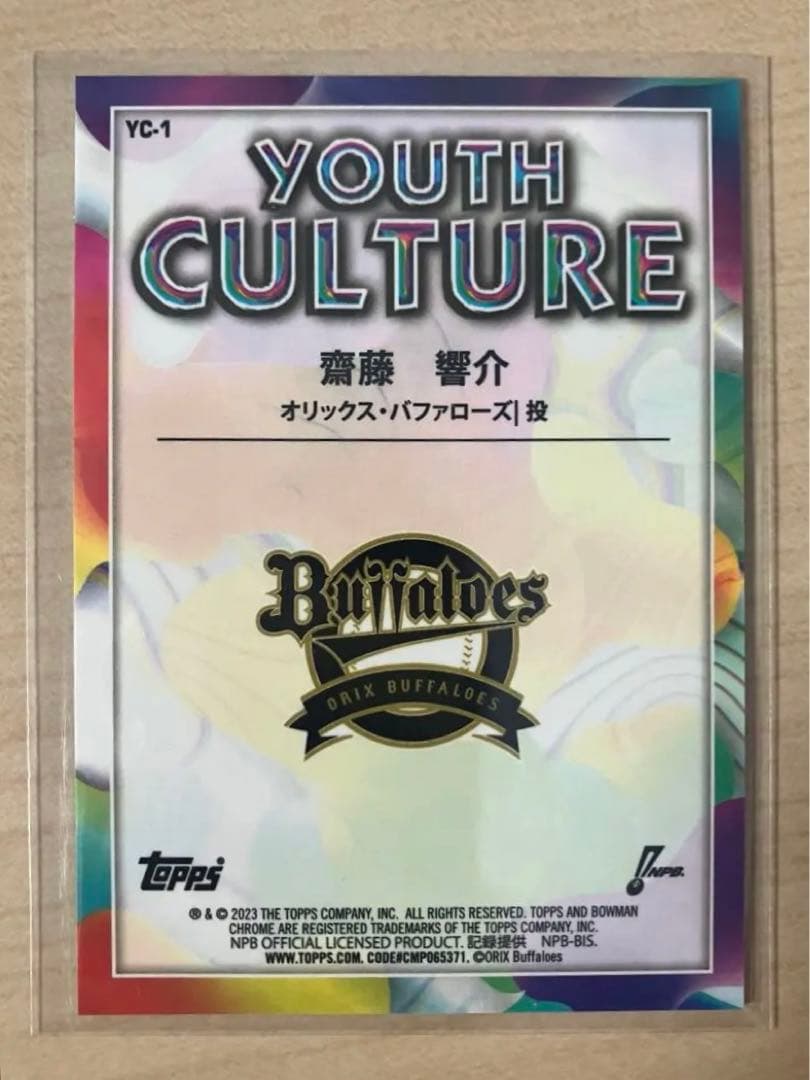 YC-1
YOUTH
CULTURE
齋藤　響介
オリックス・バファローズ| 投
Buffaloes
ORIX BUFFALOES
topps
NPB.
® & © 2023 THE TOPPS COMPANY, INC. ALL RIGHTS RESERVED. TOPPS AND BOWMAN
CHROME ARE REGISTERED TRADEMARKS OF THE TOPPS COMPANY, INC.
NPB OFFICIAL LICENSED PRODUCT. 記録提供 NPB-BIS.
WWW.TOPPS.COM. CODE#CMP065371. ©ORIX Buffaloes